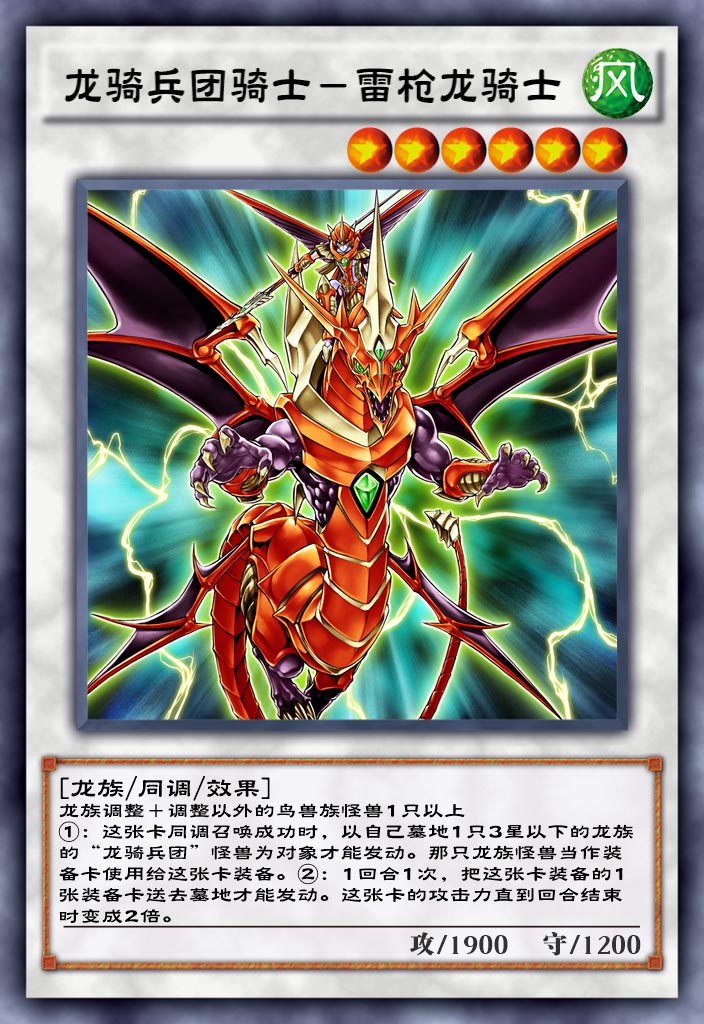 龙骑兵团骑士－雷枪龙骑士
风
[龙族/同调/效果]
龙族调整＋调整以外的鸟兽族怪兽1只以上
①：这张卡同调召唤成功时，以自己墓地1只3星以下的龙族
的“龙骑兵团”怪兽为对象才能发动。那只龙族怪兽当作装
备卡使用给这张卡装备。②：1回合1次，把这张卡装备的1
张装备卡送去墓地才能发动。这张卡的攻击力直到回合结束
时变成2倍。
攻/1900 守/1200